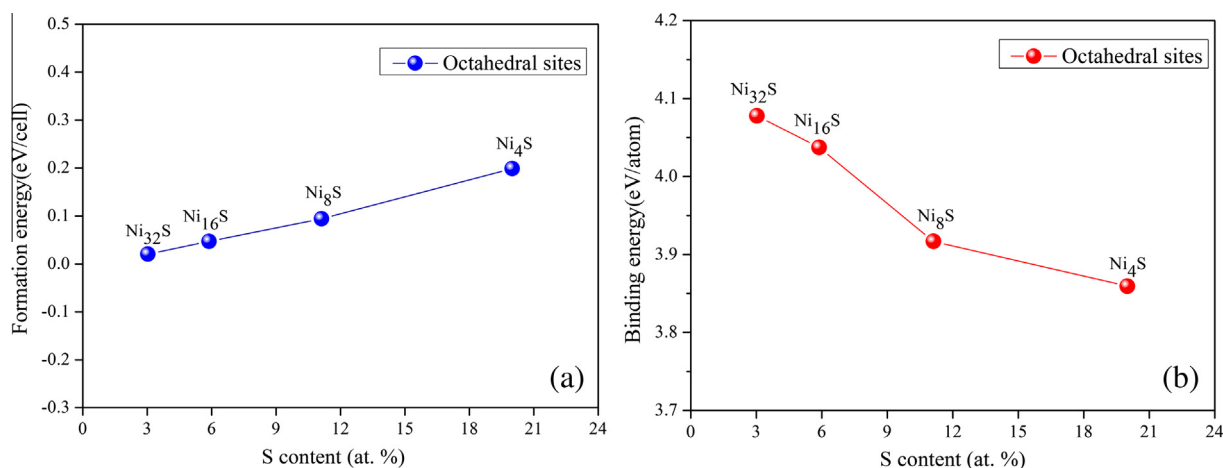 0.5
0.4
0.3
0.2
0.1
0.0
-0.1
-0.2
-0.3
Formation energy(eV/cell)
Octahedral sites
Ni32S
Ni16S
Ni8S
Ni4S
(a)
0
3
6
9
12
15
18
21
24
S content (at. %)
4.2
4.1
4.0
3.9
3.8
3.7
Binding energy(eV/atom)
Octahedral sites
Ni32S
Ni16S
Ni8S
Ni4S
(b)
0
3
6
9
12
15
18
21
24
S content (at. %)